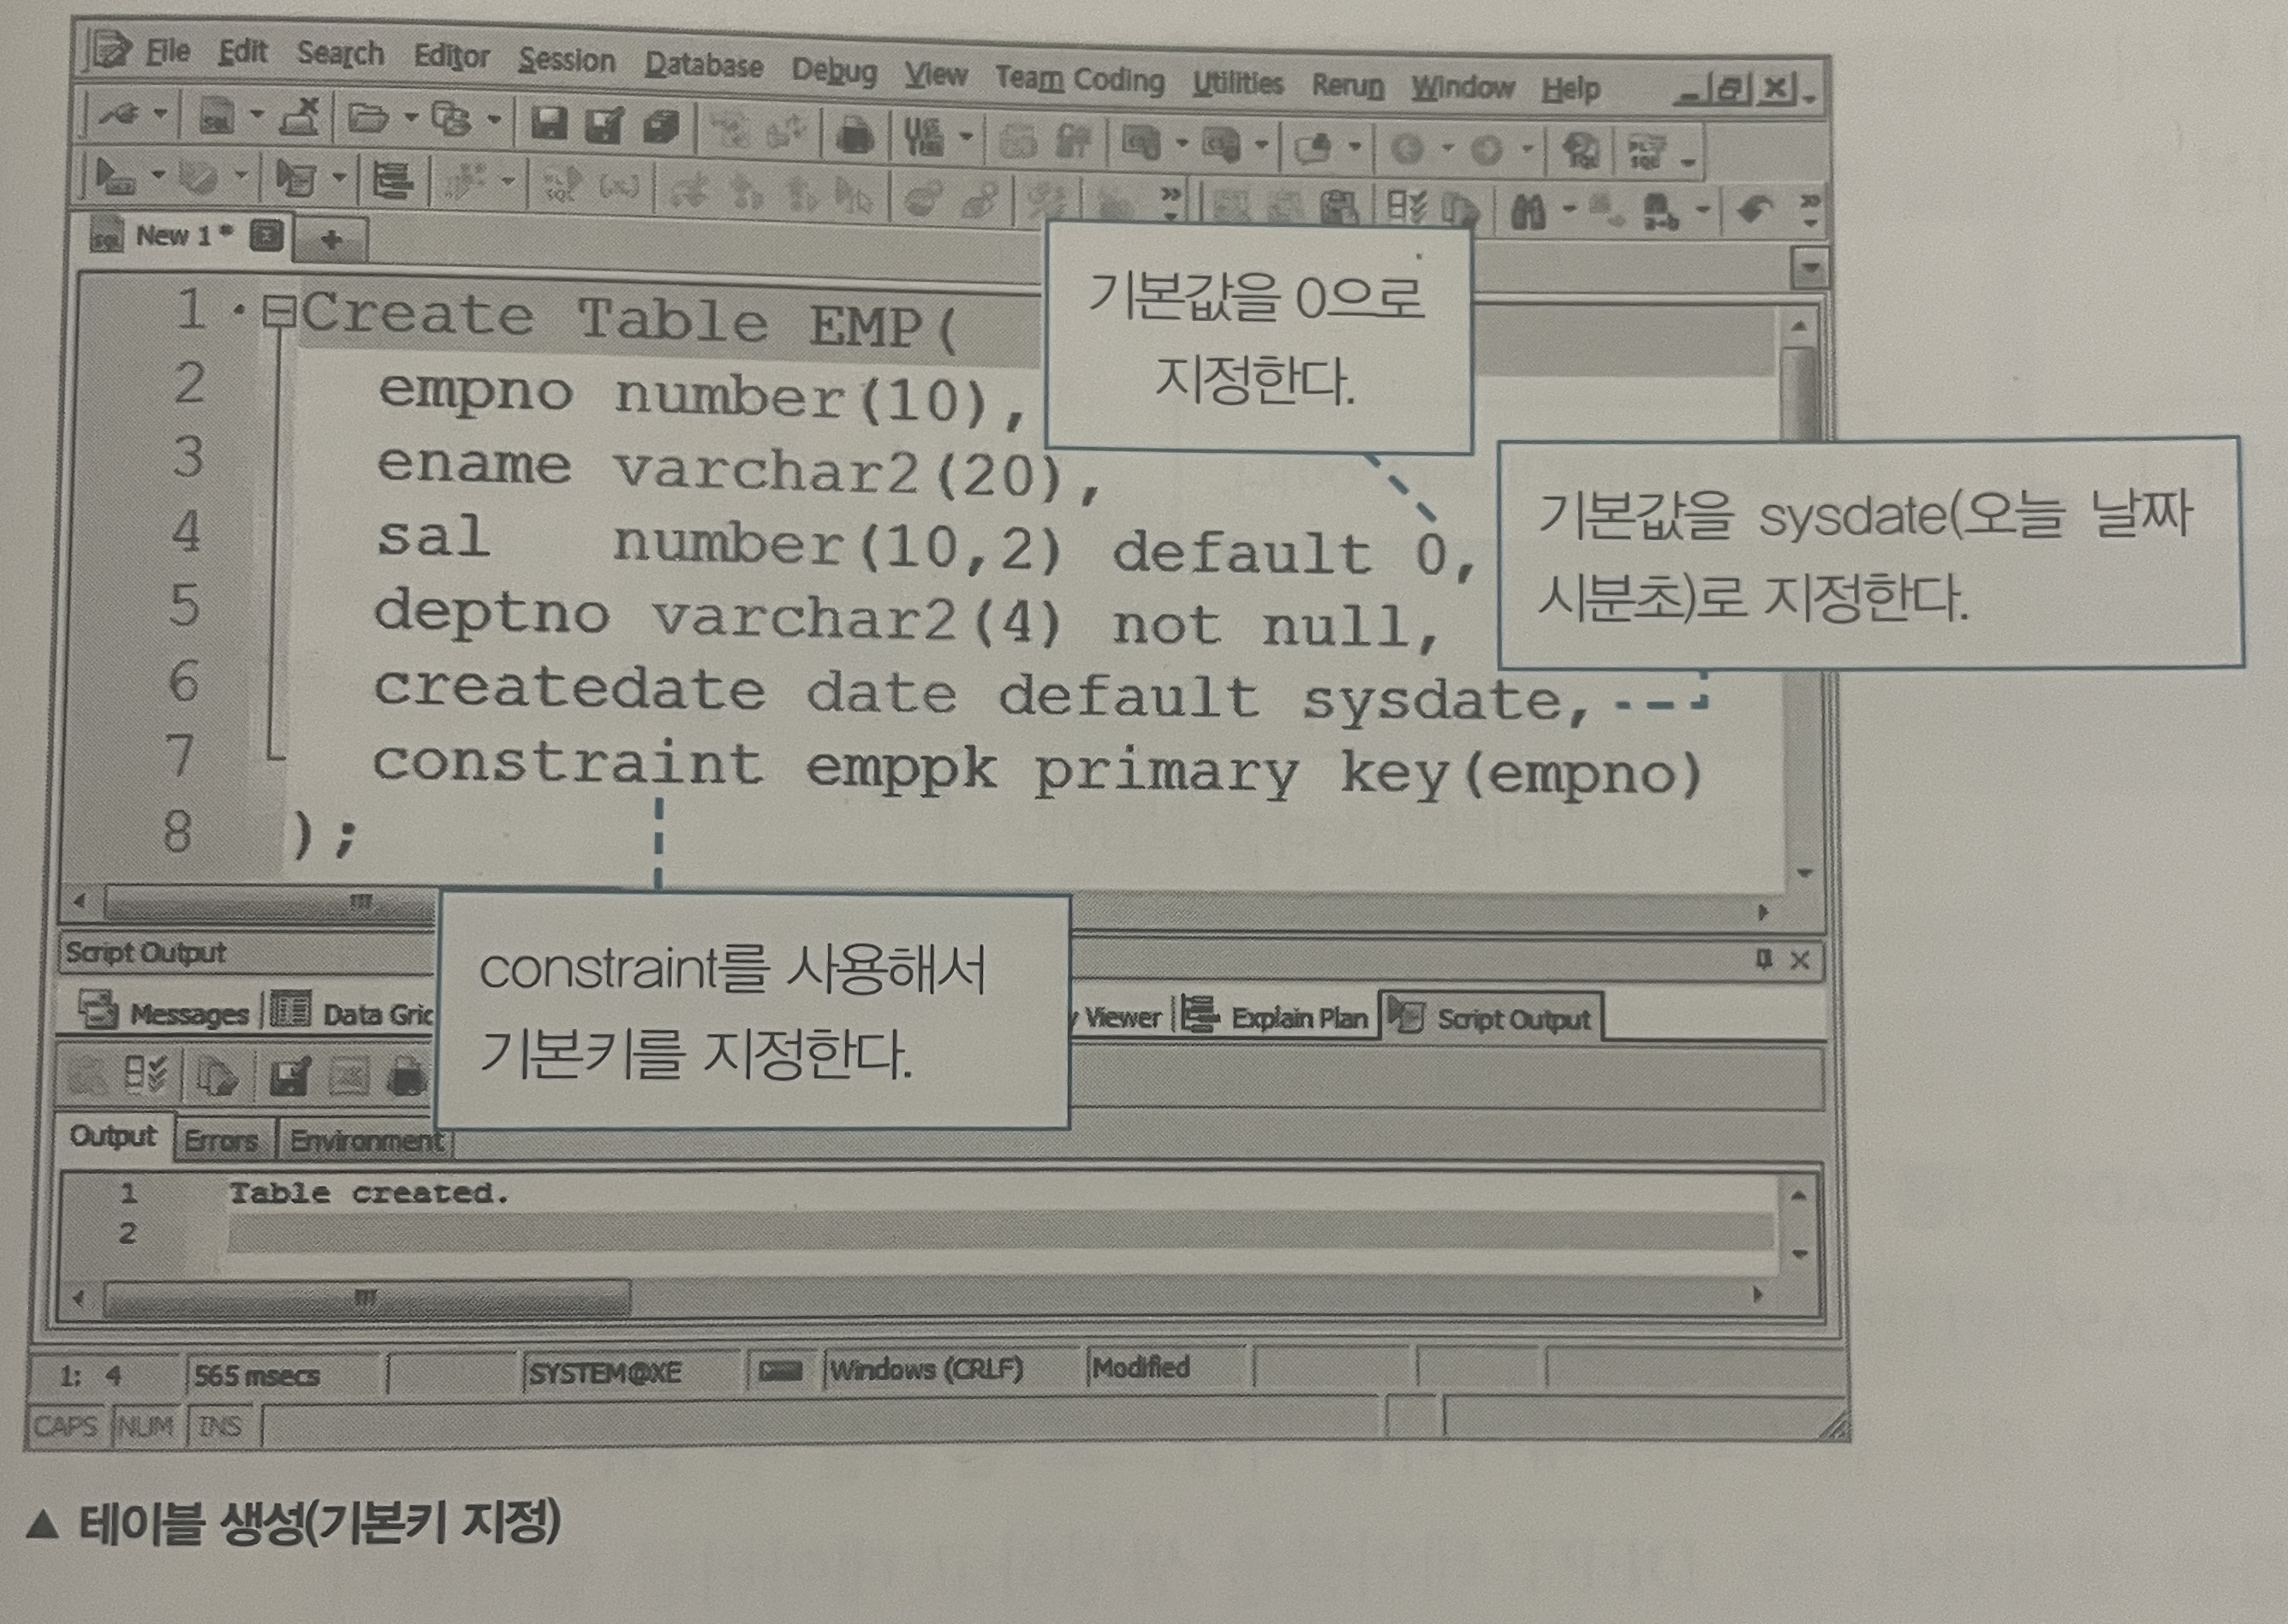 File Edit Search Editor Session Database Debug View Team Coding Utilities Rerun Window Help
New 1 *
1 Create Table EMP(
2 empno number(10),
3 ename varchar2(20),
4 sal number(10,2) default 0,
5 deptno varchar2(4) not null,
6 createdate date default sysdate,
7 constraint emppk primary key(empno)
8 );
기본값을 0으로
지정한다.
기본값을 sysdate(오늘 날짜
시분초)로 지정한다.
constraint를 사용해서
기본키를 지정한다.
Script Output
Messages Data Gric Viewer Explain Plan Script Output
Output Errors Environment
1 Table created.
2
1: 4 565 msecs SYSTEM@XE Windows (CRLF) Modified
CAPS NUM INS
▲ 테이블 생성(기본키 지정)